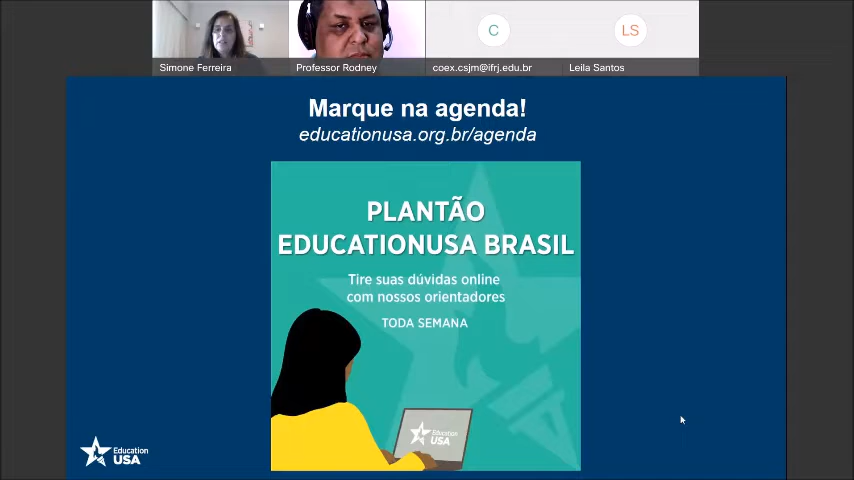 C
LS
Simone Ferreira
Professor Rodney
coex.csjm@ifrj.edu.br
Leila Santos
Marque na agenda!
educationusa.org.br/agenda
PLANTÃO
EDUCATIONUSA BRASIL
Tire suas dúvidas online
com nossos orientadores
TODA SEMANA
Education
USA
Education
USA